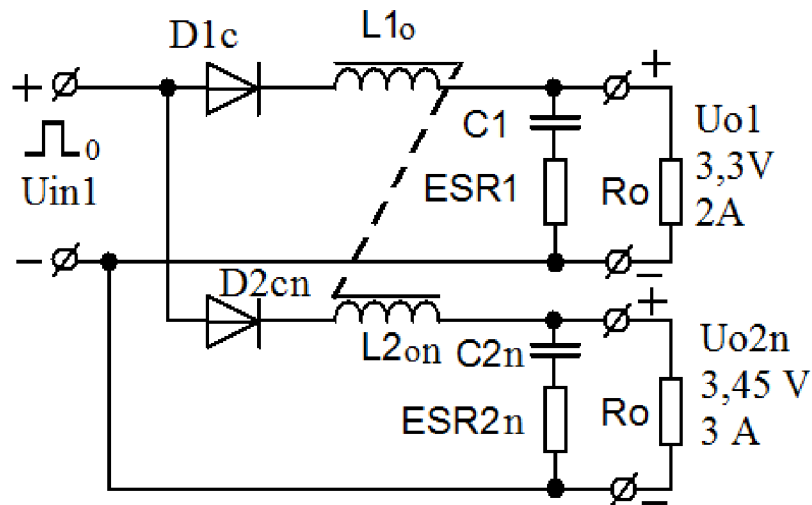 D1c
L1o
+
+
0
Uin1
C1
ESR1
Ro
Uo1
3,3V
2A
−
−
D2cn
+
L2on
C2n
ESR2n
Ro
Uo2n
3,45 V
3 A
−